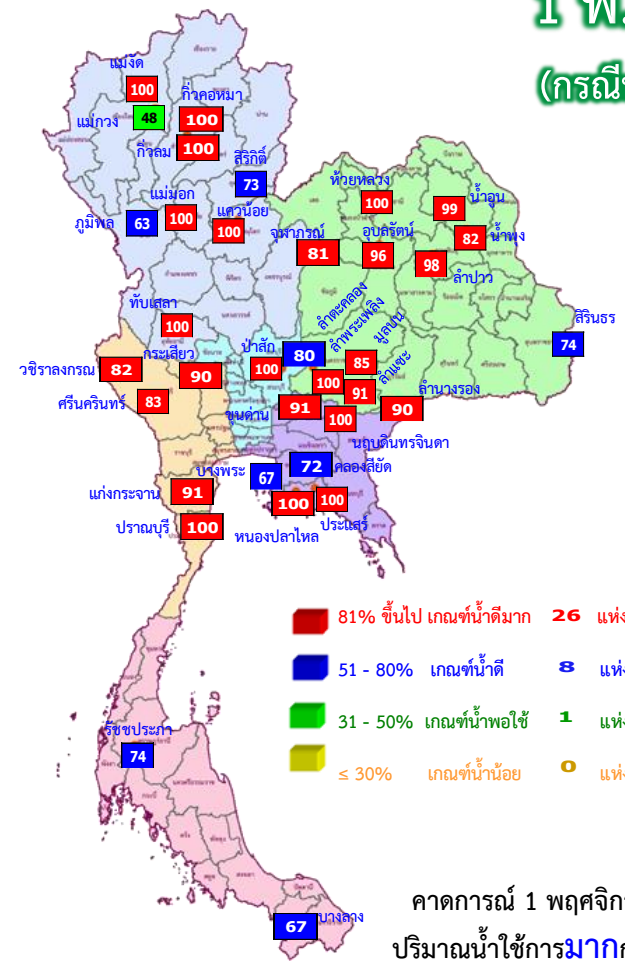 1 พ.
(กรณี
แม่งัด
100
กิ่วคอหมา
แม่กวง
48
100
กิ่วลม
100
สิริกิติ์
73
ห้วยหลวง
100
น้ำอูน
99
แม่มอก
ภูมิพล
63
100
แควน้อย
100
จุฬาภรณ์
81
อุบลรัตน์
96
82
น้ำพุง
98
ลำปาว
ทับเสลา
100
ลำตะคอง
ลำพระเพลิง
มูลบน
ลำแซะ
สิรินธร
74
ป่าสัก
100
80
วชิราลงกรณ
82
กระเสียว
90
85
100
91
ศรีนครินทร์
83
ขุนด่าน
91
ลำนางรอง
90
100
นฤบดินทรจินดา
บางพระ
67
72
คลองสียัด
แก่งกระจาน
91
100
100
ประแสร์
หนองปลาไหล
ปราณบุรี
100
81% ขึ้นไป เกณฑ์น้ำดีมาก 26 แห่ง
51 - 80% เกณฑ์น้ำดี 8 แห่ง
31 - 50% เกณฑ์น้ำพอใช้ 1 แห่ง
≤ 30% เกณฑ์น้ำน้อย 0 แห่ง
รัชชประภา
74
บางลาง
67
คาดการณ์ 1 พฤศจิก
ปริมาณน้ำใช้การมาก